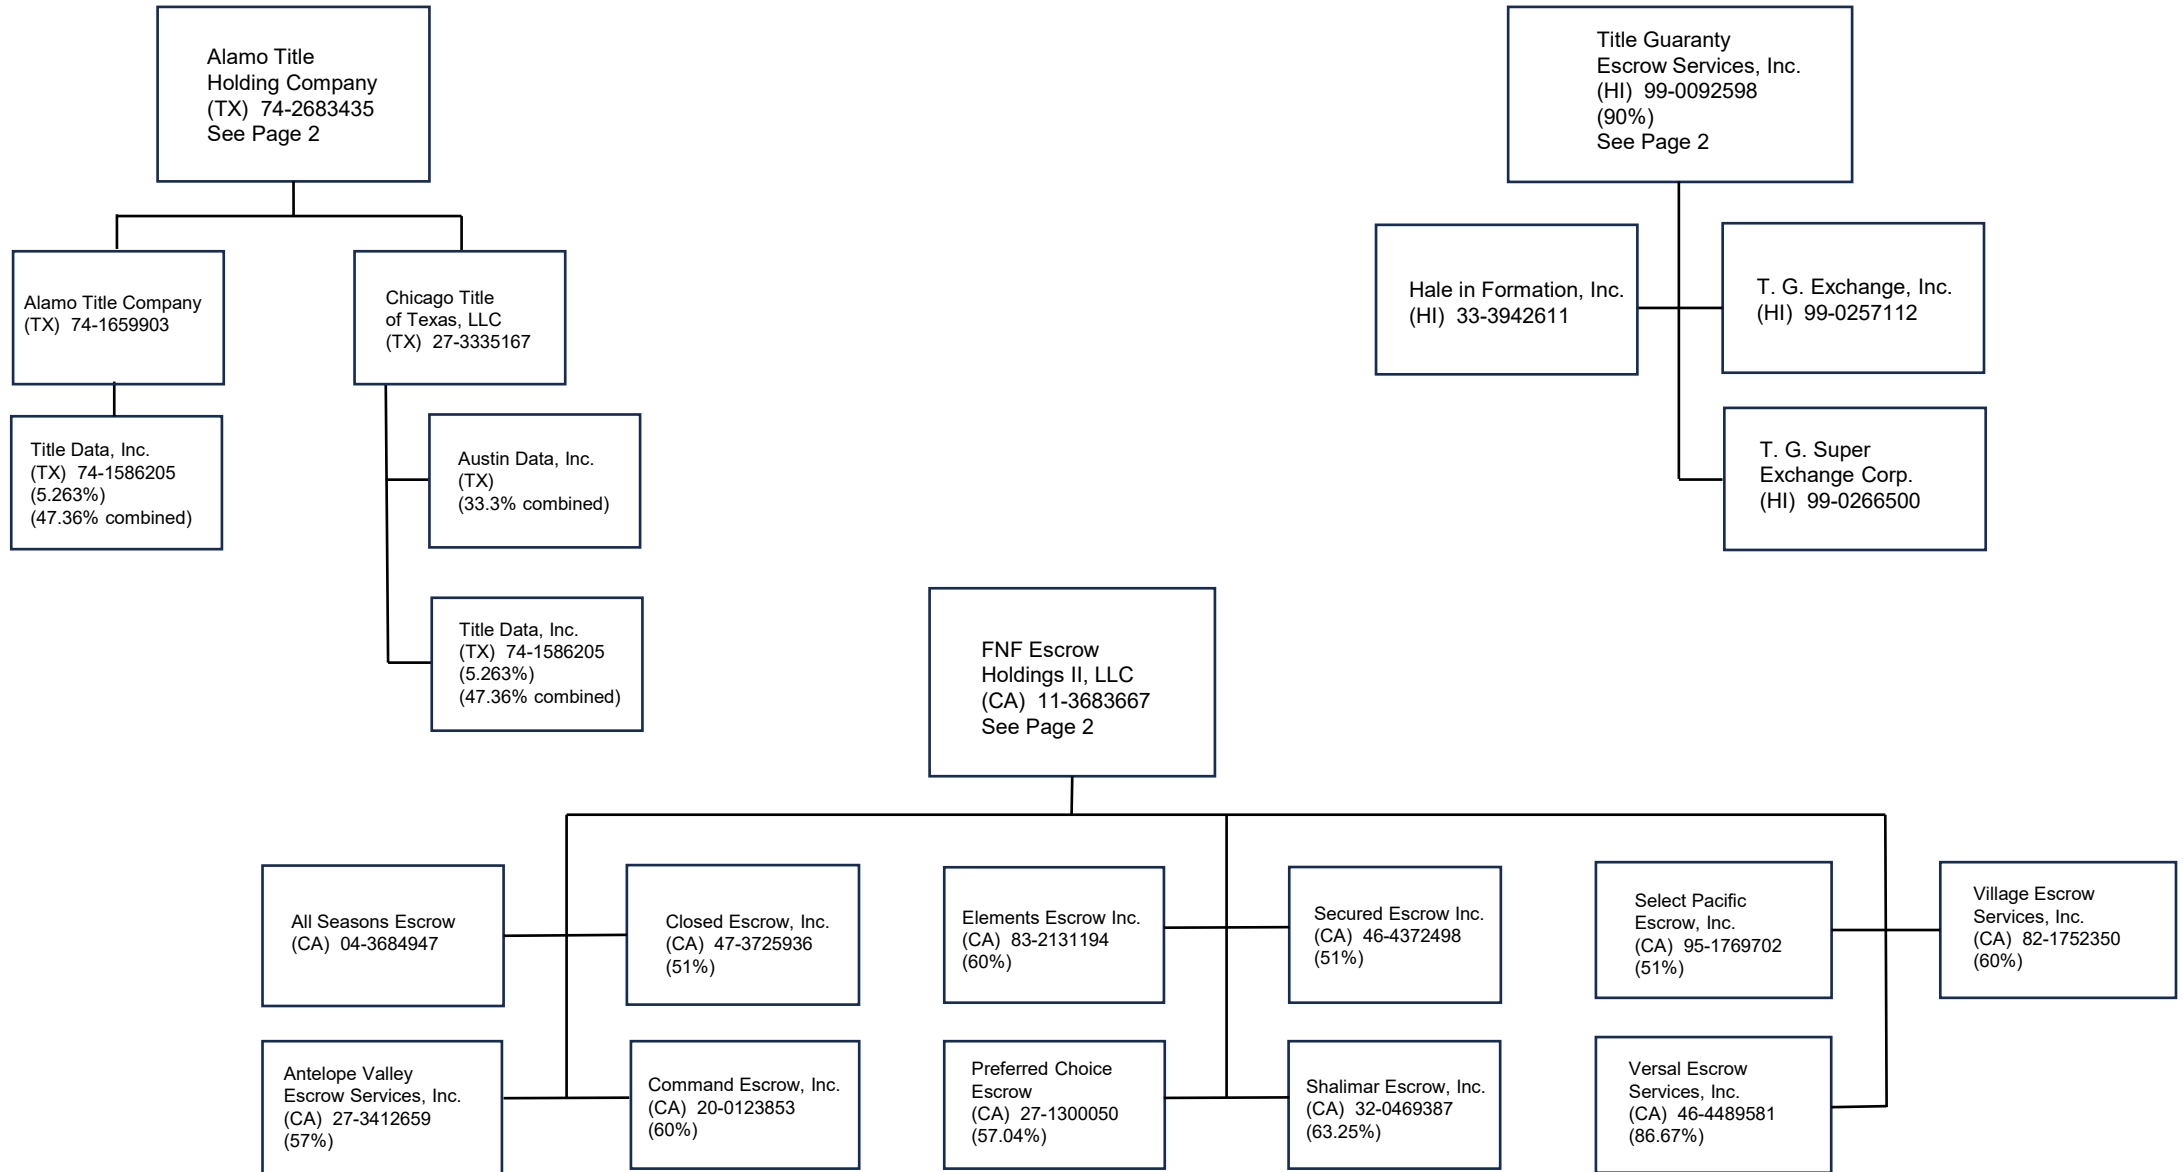 Alamo Title
Holding Company
(TX) 74-2683435
See Page 2
Title Guaranty
Escrow Services, Inc.
(HI) 99-0092598
(90%)
See Page 2
Alamo Title Company
(TX) 74-1659903
Chicago Title
of Texas, LLC
(TX) 27-3335167
Hale in Formation, Inc.
(HI) 33-3942611
T. G. Exchange, Inc.
(HI) 99-0257112
Title Data, Inc.
(TX) 74-1586205
(5.263%)
(47.36% combined)
Austin Data, Inc.
(TX)
(33.3% combined)
T. G. Super
Exchange Corp.
(HI) 99-0266500
Title Data, Inc.
(TX) 74-1586205
(5.263%)
(47.36% combined)
FNF Escrow
Holdings II, LLC
(CA) 11-3683667
See Page 2
All Seasons Escrow
(CA) 04-3684947
Closed Escrow, Inc.
(CA) 47-3725936
(51%)
Elements Escrow Inc.
(CA) 83-2131194
(60%)
Secured Escrow Inc.
(CA) 46-4372498
(51%)
Select Pacific
Escrow, Inc.
(CA) 95-1769702
(51%)
Village Escrow
Services, Inc.
(CA) 82-1752350
(60%)
Antelope Valley
Escrow Services, Inc.
(CA) 27-3412659
(57%)
Command Escrow, Inc.
(CA) 20-0123853
(60%)
Preferred Choice
Escrow
(CA) 27-1300050
(57.04%)
Shalimar Escrow, Inc.
(CA) 32-0469387
(63.25%)
Versal Escrow
Services, Inc.
(CA) 46-4489581
(86.67%)